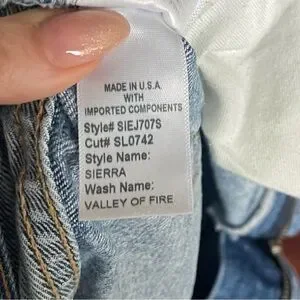 MADE IN U.S.A.
WITH
IMPORTED COMPONENTS
Style# SIEJ707S
Cut# SL0742
Style Name:
SIERRA
Wash Name:
VALLEY OF FIRE